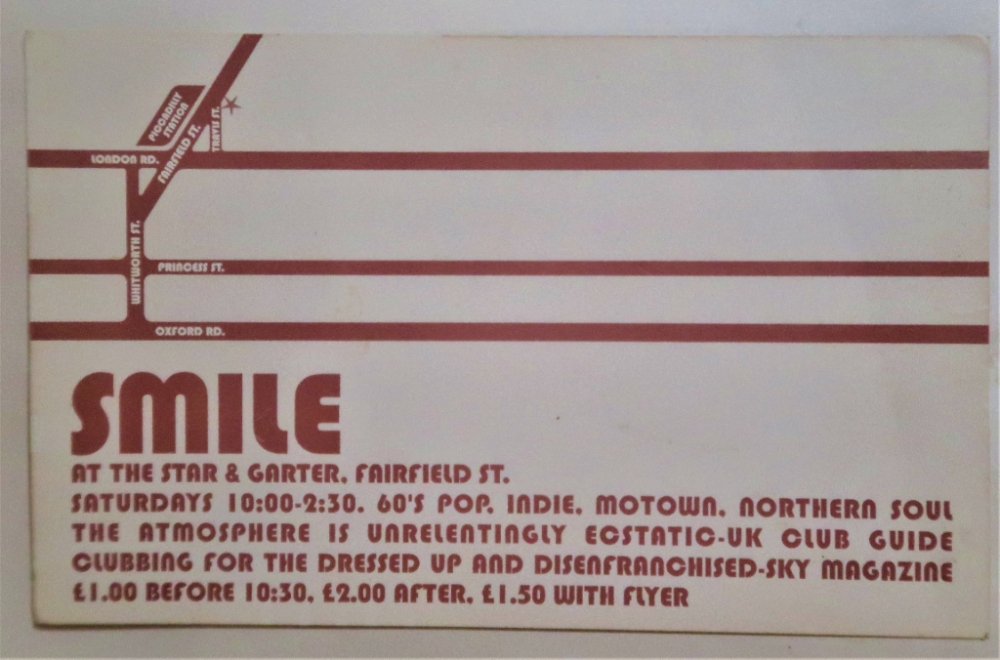 PICCADILLY
STATION
TRAVIS ST.
FAIRFIELD ST.
LONDON RD.
WHITWORTH ST.
PRINCESS ST.
OXFORD RD.
SMILE
AT THE STAR & GARTER. FAIRFIELD ST.
SATURDAYS 10:00-2:30. 60'S POP. INDIE. MOTOWN. NORTHERN SOUL
THE ATMOSPHERE IS UNRELENTINGLY ECSTATIC-UK CLUB GUIDE
CLUBBING FOR THE DRESSED UP AND DISENFRANCHISED-SKY MAGAZINE
£1.00 BEFORE 10:30. £2.00 AFTER. £1.50 WITH FLYER